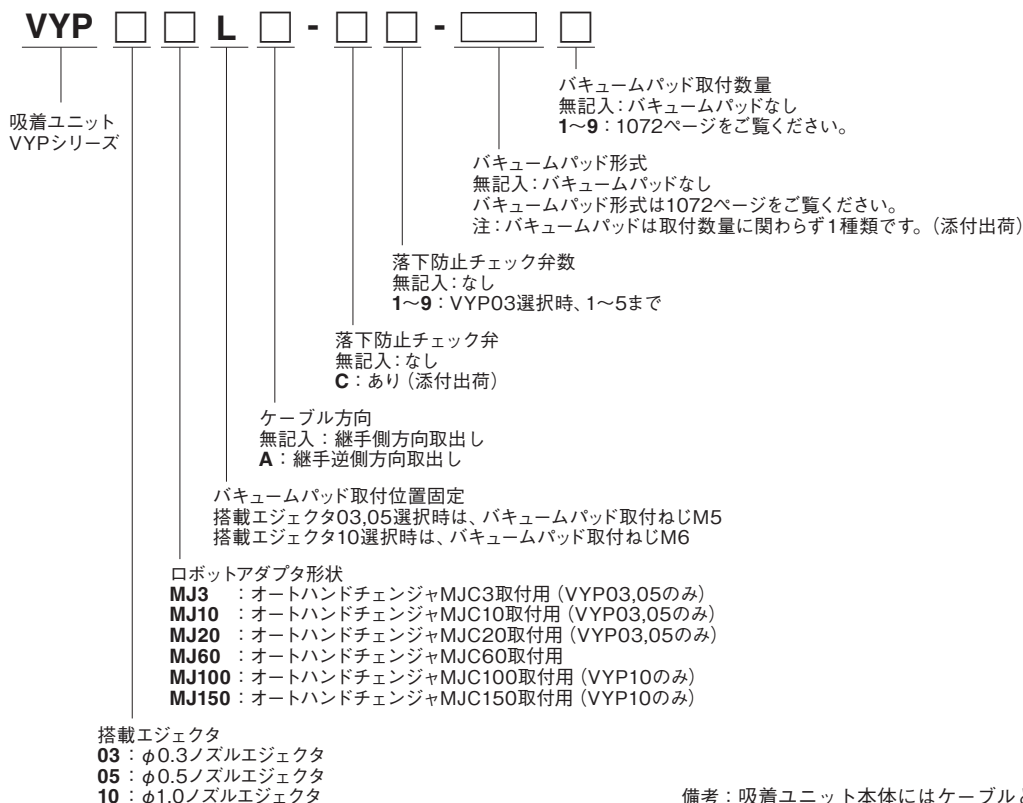 VYP □ □ L □ - □ □ - □ □
バキュームパッド取付数量
無記入：バキュームパッドなし
1〜9：1072ページをご覧ください。
吸着ユニット
VYPシリーズ
バキュームパッド形式
無記入：バキュームパッドなし
バキュームパッド形式は1072ページをご覧ください。
注：バキュームパッドは取付数量に関わらず1種類です。（添付出荷）
落下防止チェック弁数
無記入：なし
1〜9：VYP03選択時、1〜5まで
落下防止チェック弁
無記入：なし
C：あり（添付出荷）
ケーブル方向
無記入：継手側方向取出し
A：継手逆側方向取出し
バキュームパッド取付位置固定
搭載エジェクタ03,05選択時は、バキュームパッド取付ねじM5
搭載エジェクタ10選択時は、バキュームパッド取付ねじM6
ロボットアダプタ形状
MJ3：オートハンドチェンジャMJC3取付用（VYP03,05のみ）
MJ10：オートハンドチェンジャMJC10取付用（VYP03,05のみ）
MJ20：オートハンドチェンジャMJC20取付用（VYP03,05のみ）
MJ60：オートハンドチェンジャMJC60取付用
MJ100：オートハンドチェンジャMJC100取付用（VYP10のみ）
MJ150：オートハンドチェンジャMJC150取付用（VYP10のみ）
搭載エジェクタ
03：φ0.3ノズルエジェクタ
05：φ0.5ノズルエジェクタ
10：φ1.0ノズルエジェクタ
備考：吸着ユニット本体にはケーブル